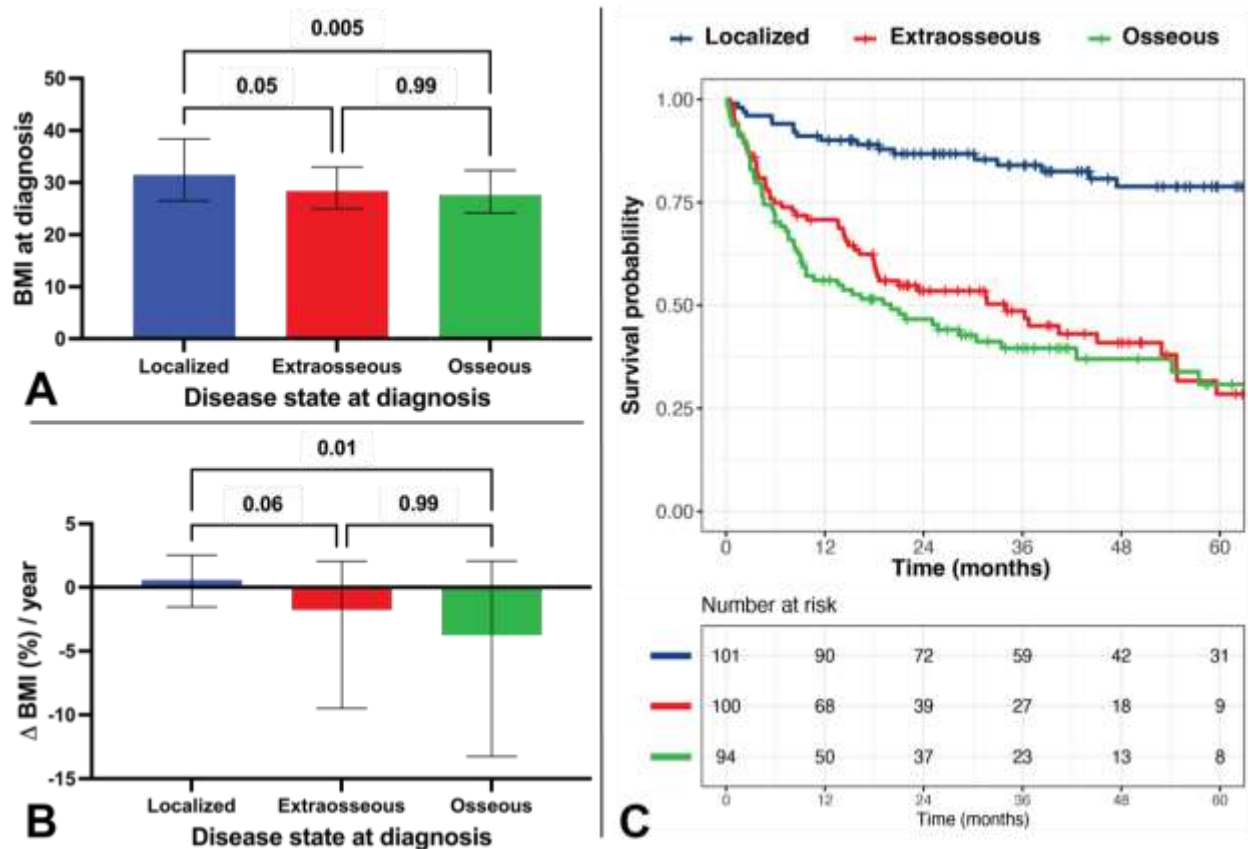 0.005
0.05
0.99
50
40
30
20
10
0
BMI at diagnosis
Localized
Extraosseous
Osseous
Disease state at diagnosis
A
0.01
0.06
0.99
5
0
-5
-10
-15
Δ BMI (%) / year
Localized
Extraosseous
Osseous
Disease state at diagnosis
B
Localized
Extraosseous
Osseous
1.00
0.75
0.50
0.25
0.00
Survival probablility
0 12 24 36 48 60
Time (months)
Number at risk
101 90 72 59 42 31
100 68 39 27 18 9
94 50 37 23 13 8
0 12 24 36 48 60
Time (months)
C